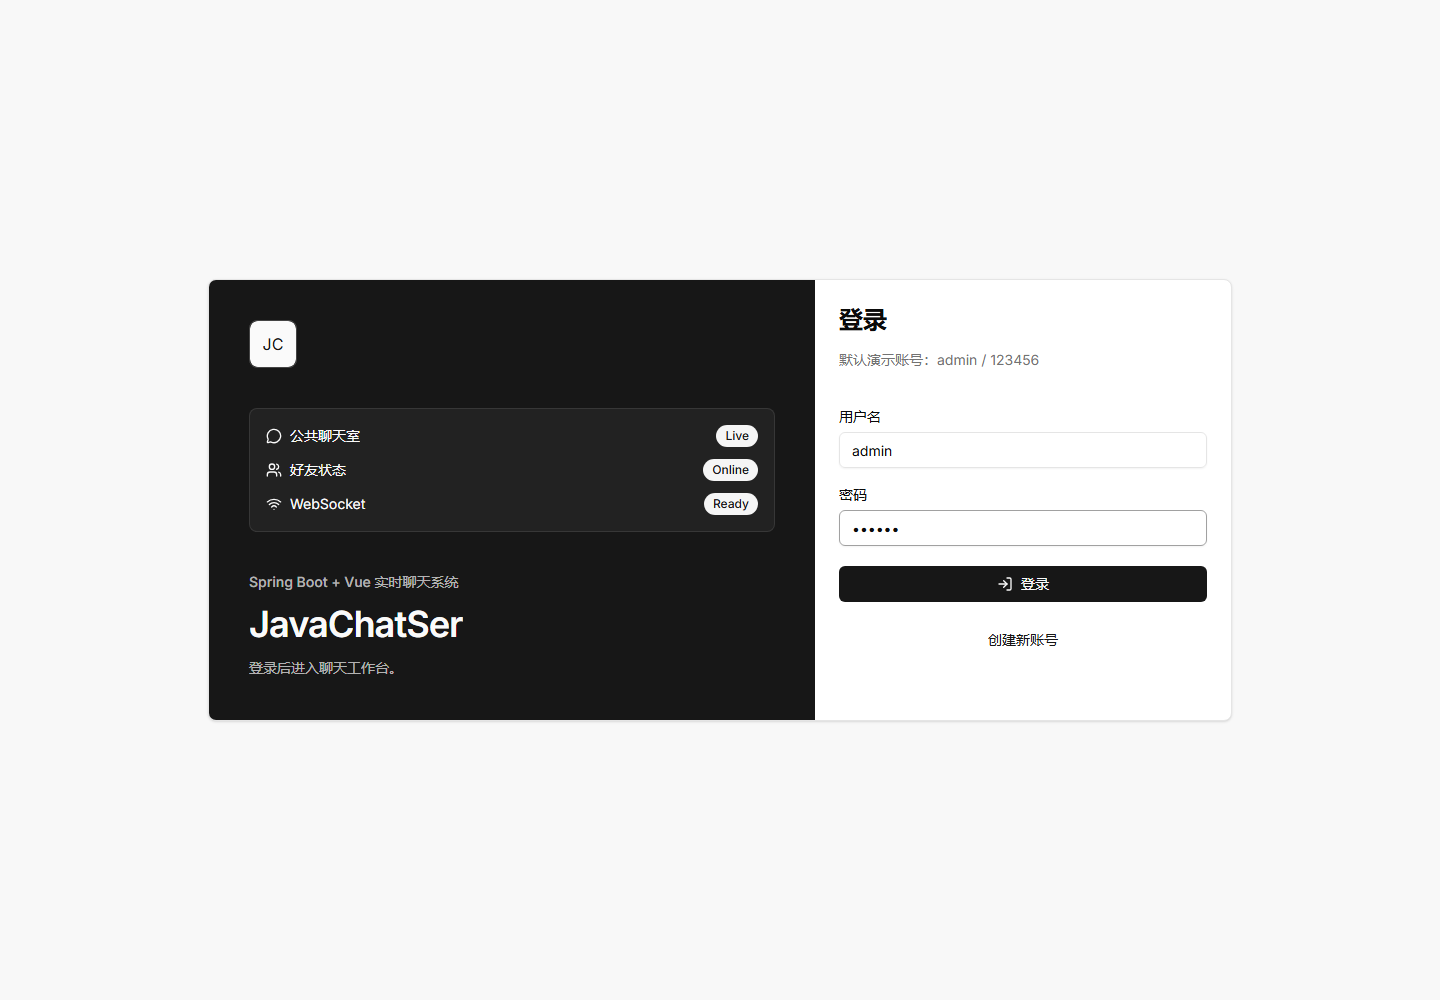 JC
公共聊天室 Live
好友状态 Online
WebSocket Ready
Spring Boot + Vue 实时聊天系统
JavaChatSer
登录后进入聊天工作台。
登录
默认演示账号：admin / 123456
用户名
admin
密码
••••••
登录
创建新账号